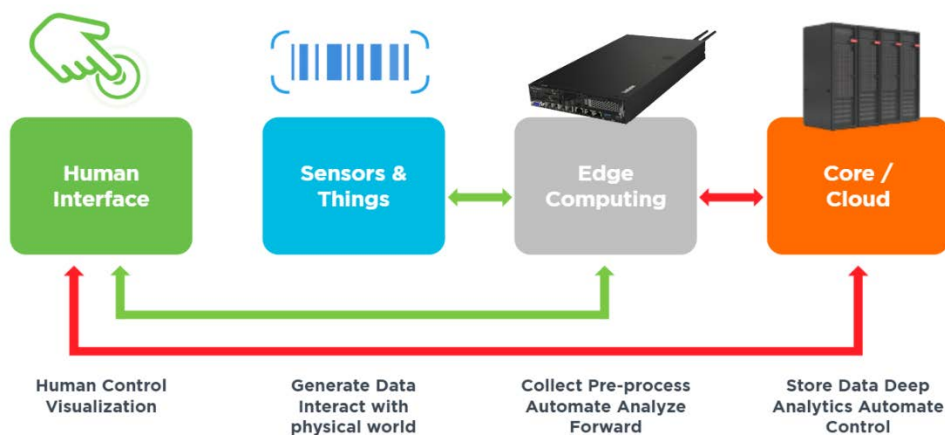 Human
Interface
Sensors &
Things
Edge
Computing
Core /
Cloud
Human Control
Visualization
Generate Data
Interact with
physical world
Collect Pre-process
Automate Analyze
Forward
Store Data Deep
Analytics Automate
Control